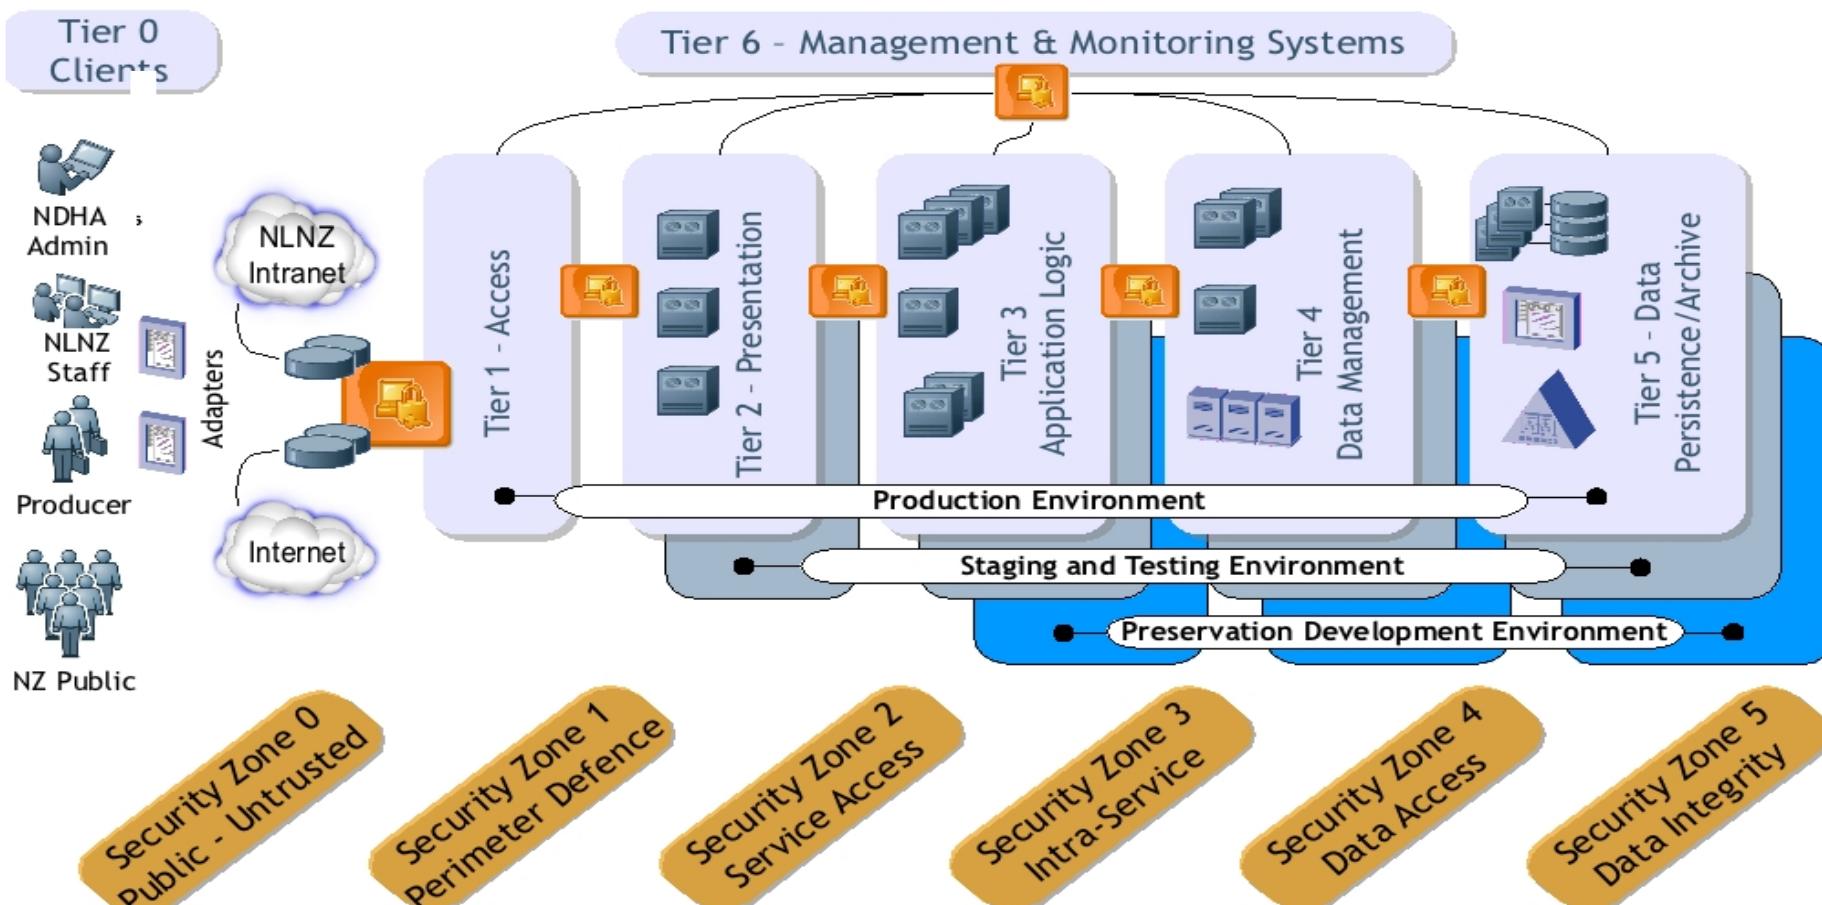 Tier 0
Clients
Tier 6 - Management & Monitoring Systems
NDHA
Admin
s
NLNZ
Staff
Producer
NZ Public
Adapters
NLNZ
Intranet
Internet
Tier 1 - Access
Tier 2 - Presentation
Tier 3
Application Logic
Tier 4
Data Management
Tier 5 - Data
Persistence/Archive
Production Environment
Staging and Testing Environment
Preservation Development Environment
Security Zone 0
Public - Untrusted
Security Zone 1
Perimeter Defence
Security Zone 2
Service Access
Security Zone 3
Intra-Service
Security Zone 4
Data Access
Security Zone 5
Data Integrity